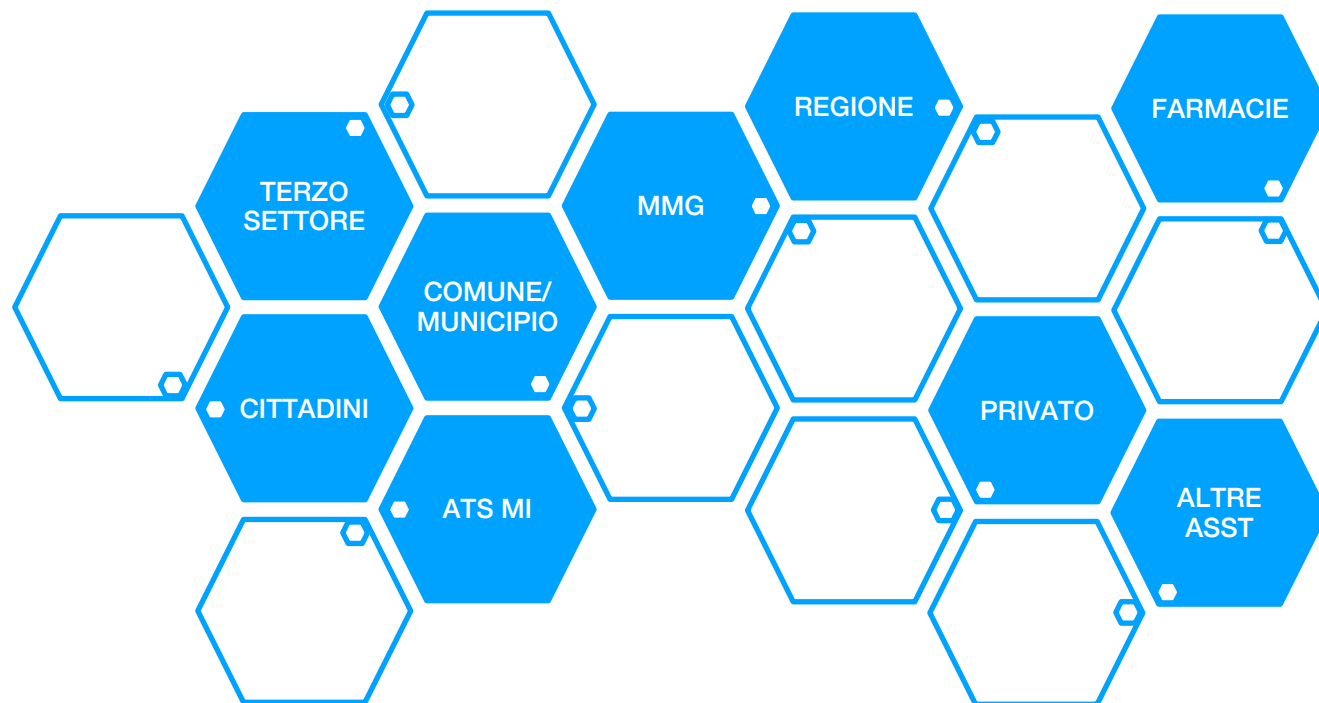 REGIONE
FARMACIE
TERZO
SETTORE
MMG
COMUNE/
MUNICIPIO
CITTADINI
PRIVATO
ATS MI
ALTRE
ASST